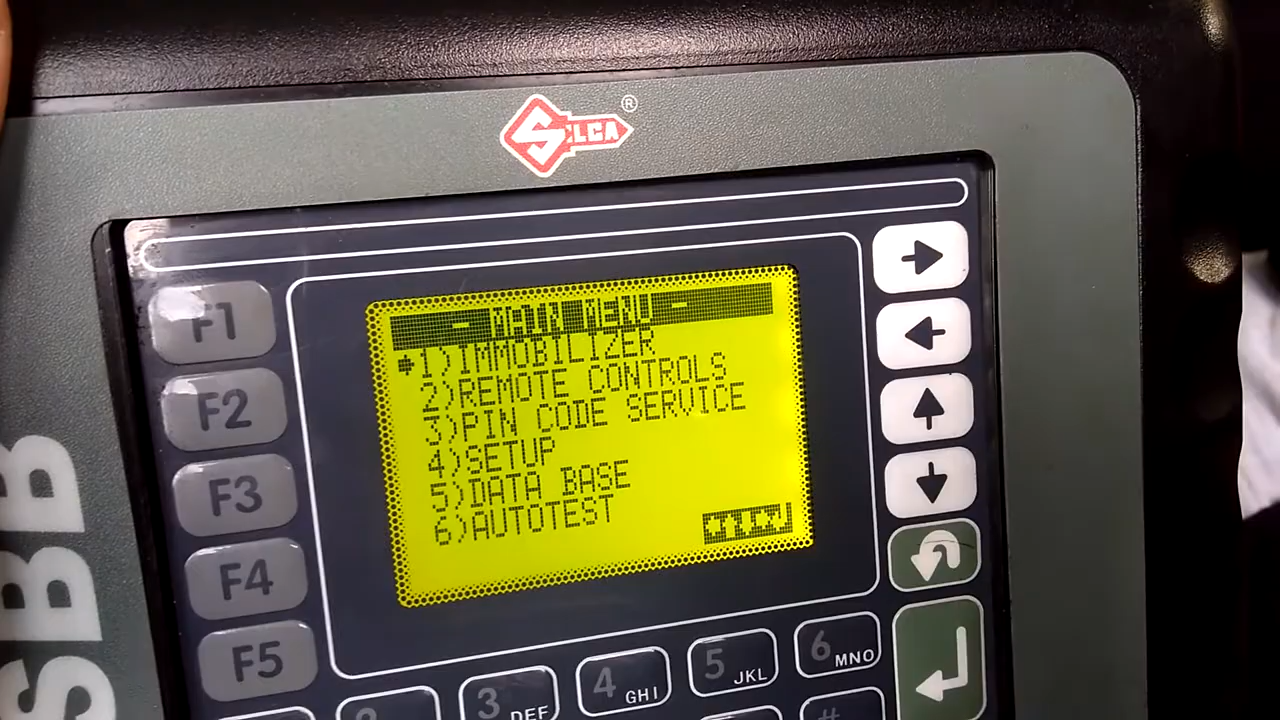 SILCA ®
- MAIN MENU -
1)IMMOBILIZER
2)REMOTE CONTROLS
3)PIN CODE SERVICE
4)SETUP
5)DATA BASE
6)AUTOTEST
F1
F2
F3
F4
F5
SBB
3 DEF
4 GHI
5 JKL
6 MNO
#